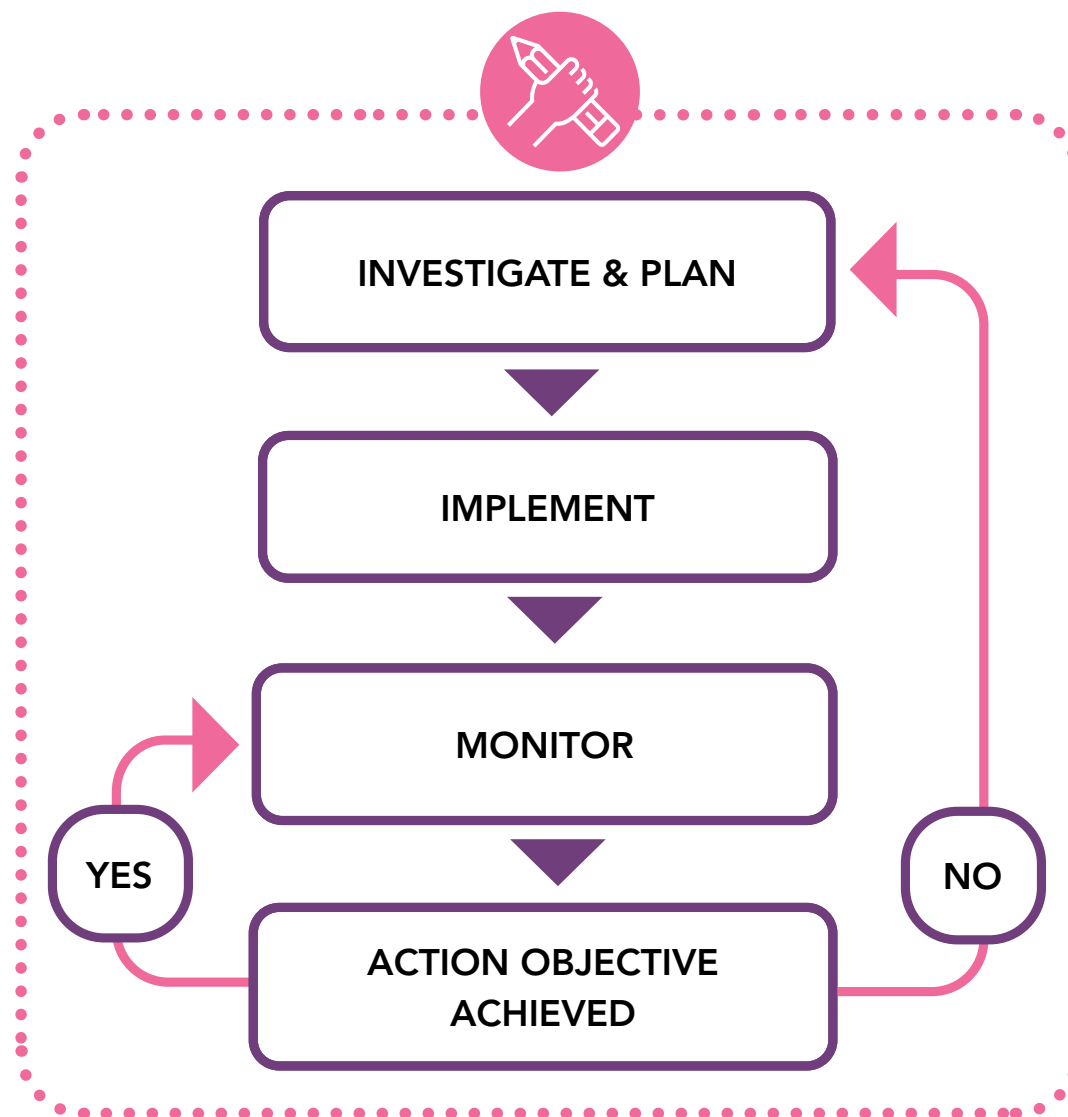 INVESTIGATE & PLAN
IMPLEMENT
MONITOR
YES
NO
ACTION OBJECTIVE
ACHIEVED